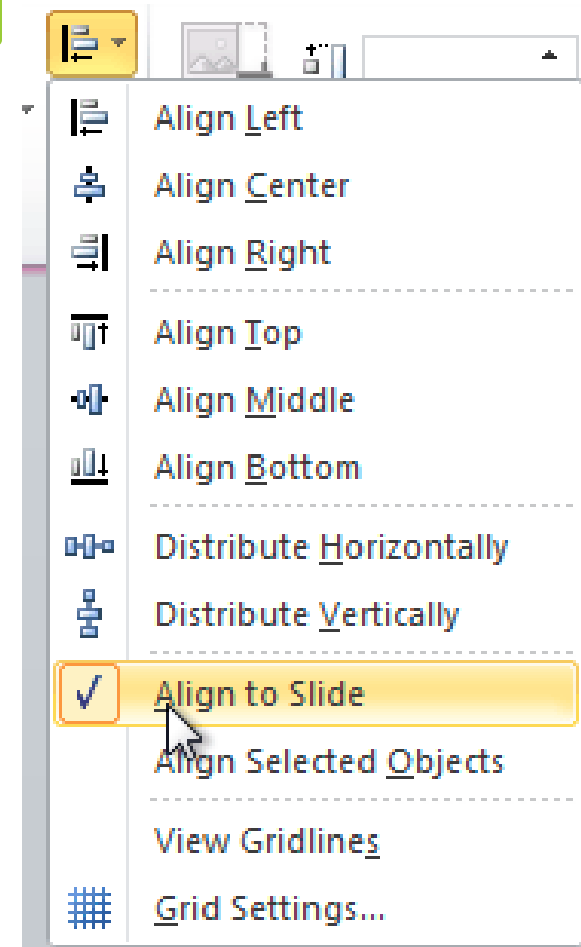 Align Left
Align Center
Align Right
Align Top
Align Middle
Align Bottom
Distribute Horizontally
Distribute Vertically
Align to Slide
Align Selected Objects
View Gridlines
Grid Settings...